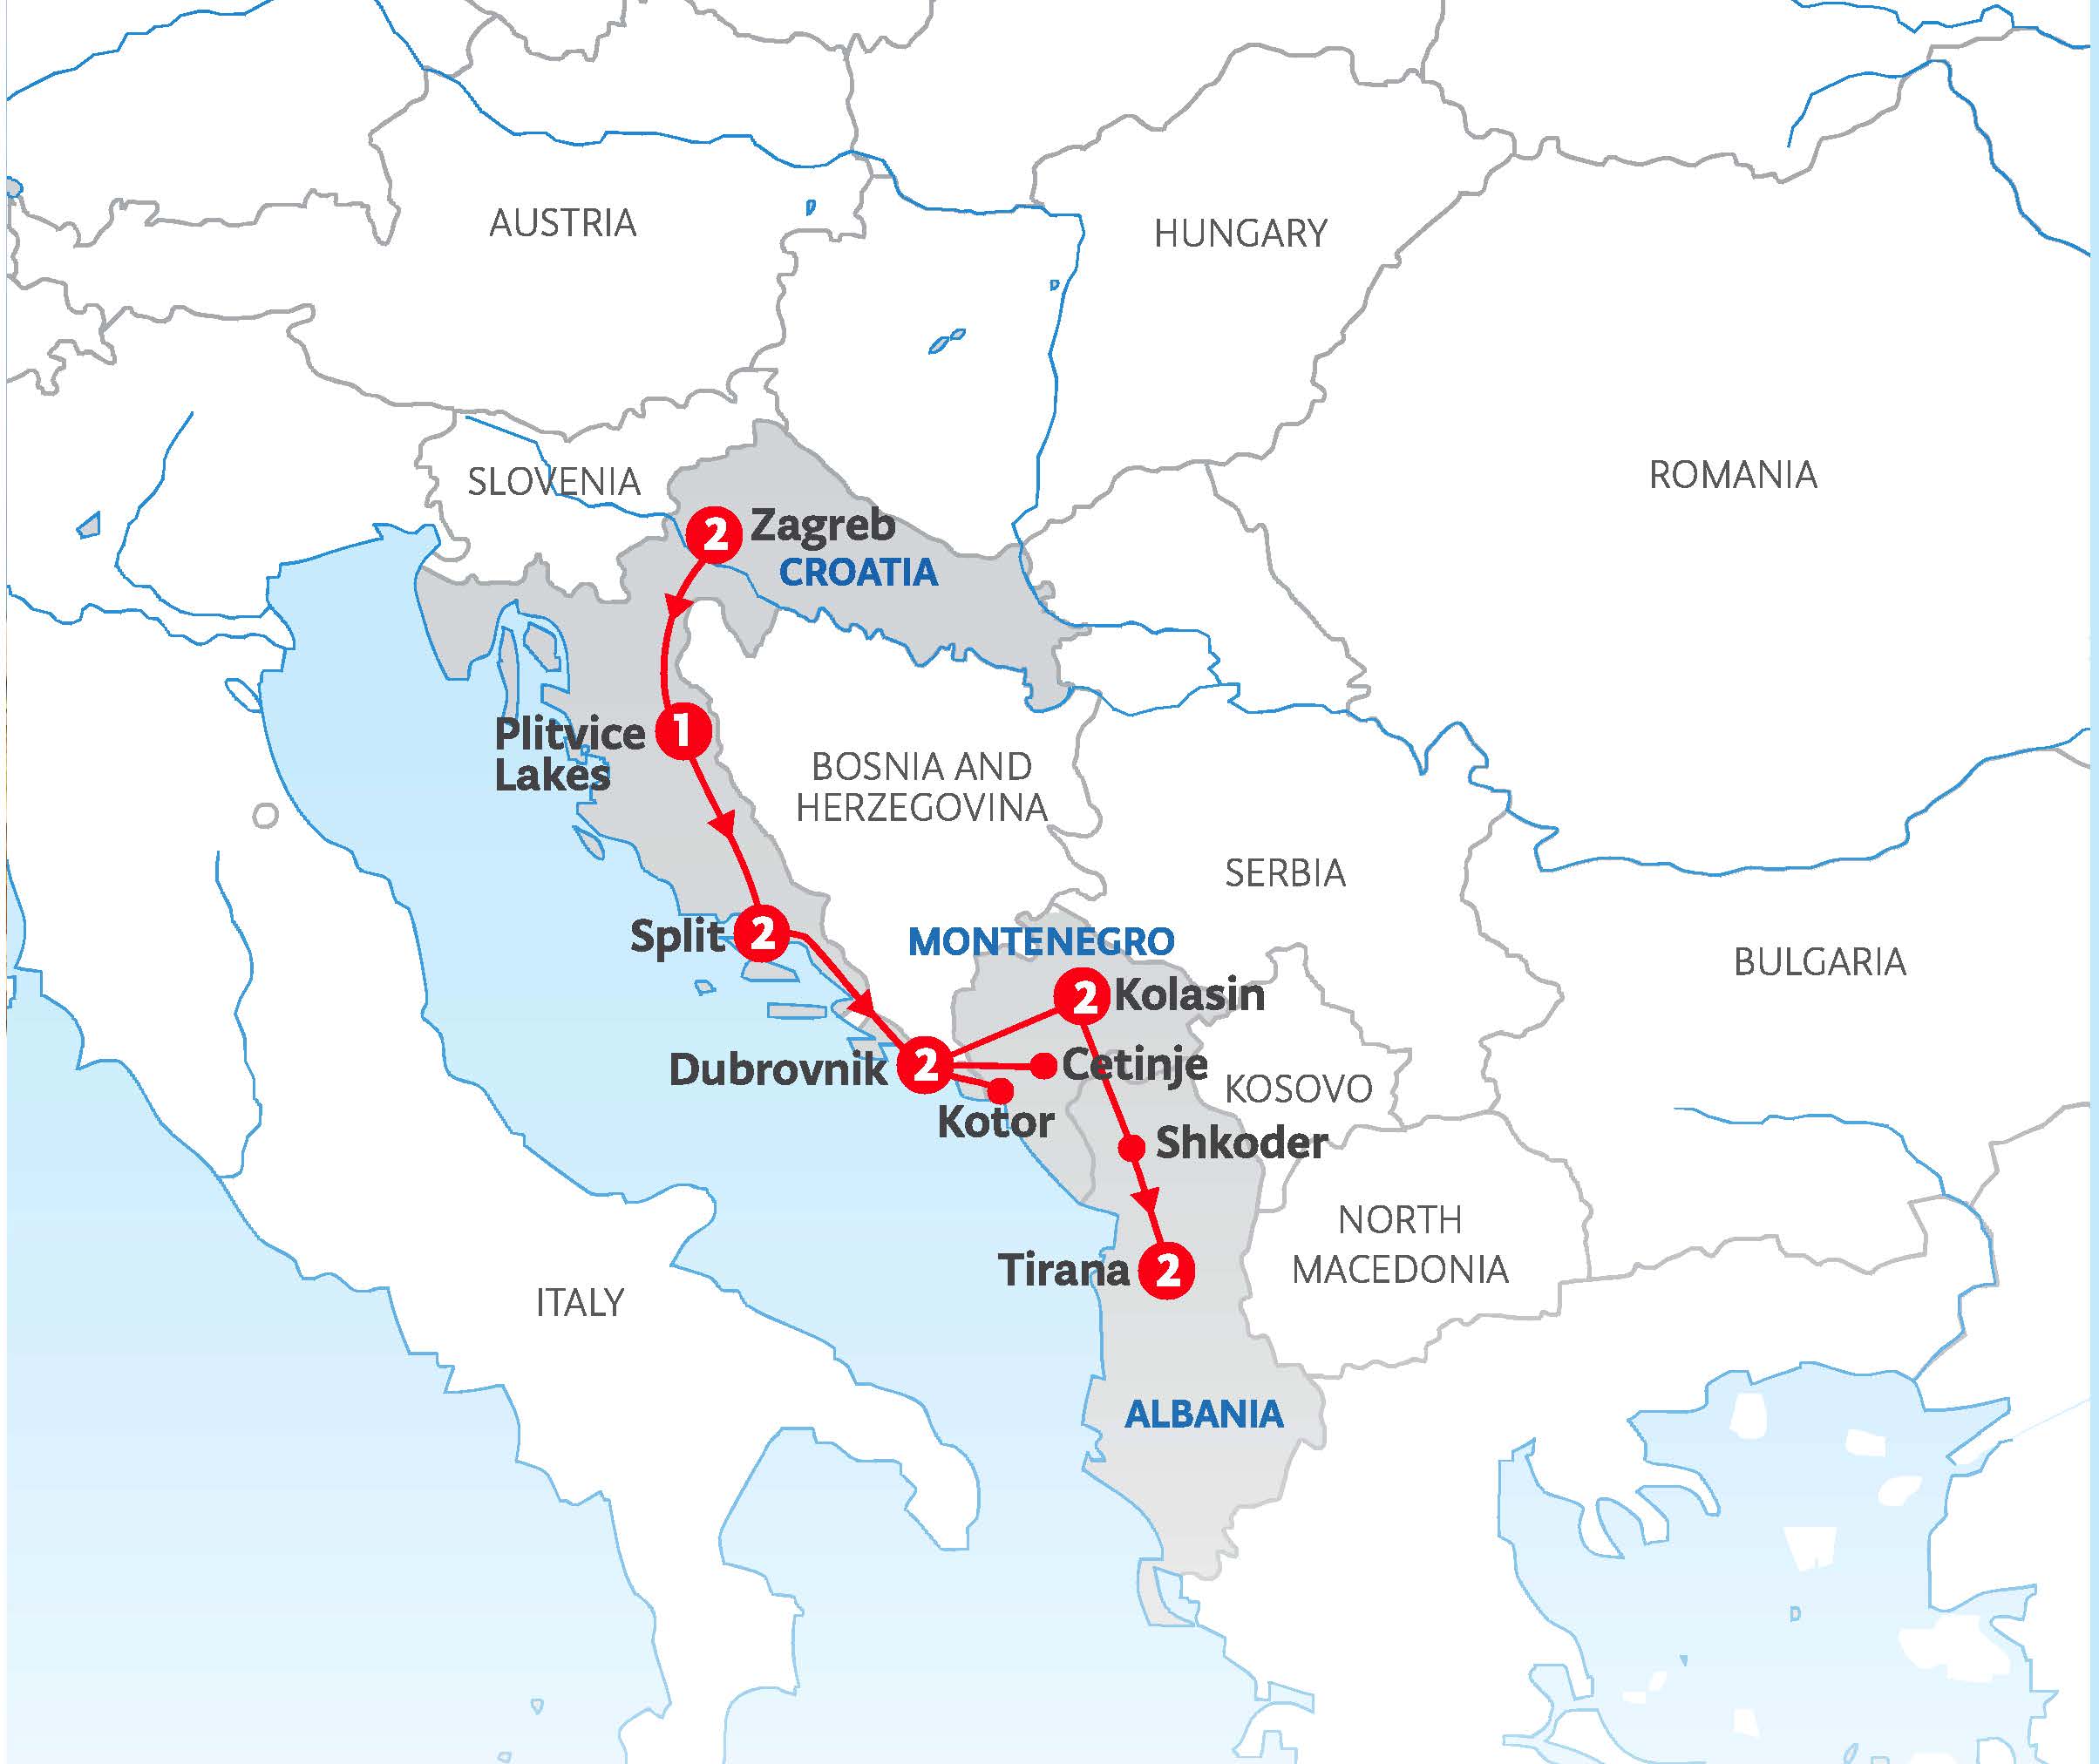 AUSTRIA
HUNGARY
SLOVENIA
ROMANIA
2 Zagreb
CROATIA
Plitvice 1
Lakes
BOSNIA AND
HERZEGOVINA
SERBIA
Split 2
MONTENEGRO
BULGARIA
2 Kolasin
Dubrovnik 2
Cetinje
KOSOVO
Kotor
Shkoder
NORTH
MACEDONIA
Tirana 2
ITALY
ALBANIA